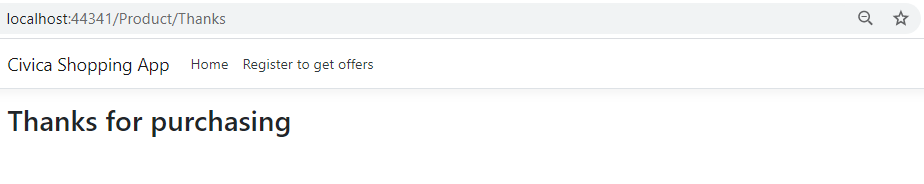 localhost:44341/Product/Thanks
Civica Shopping App Home Register to get offers
Thanks for purchasing